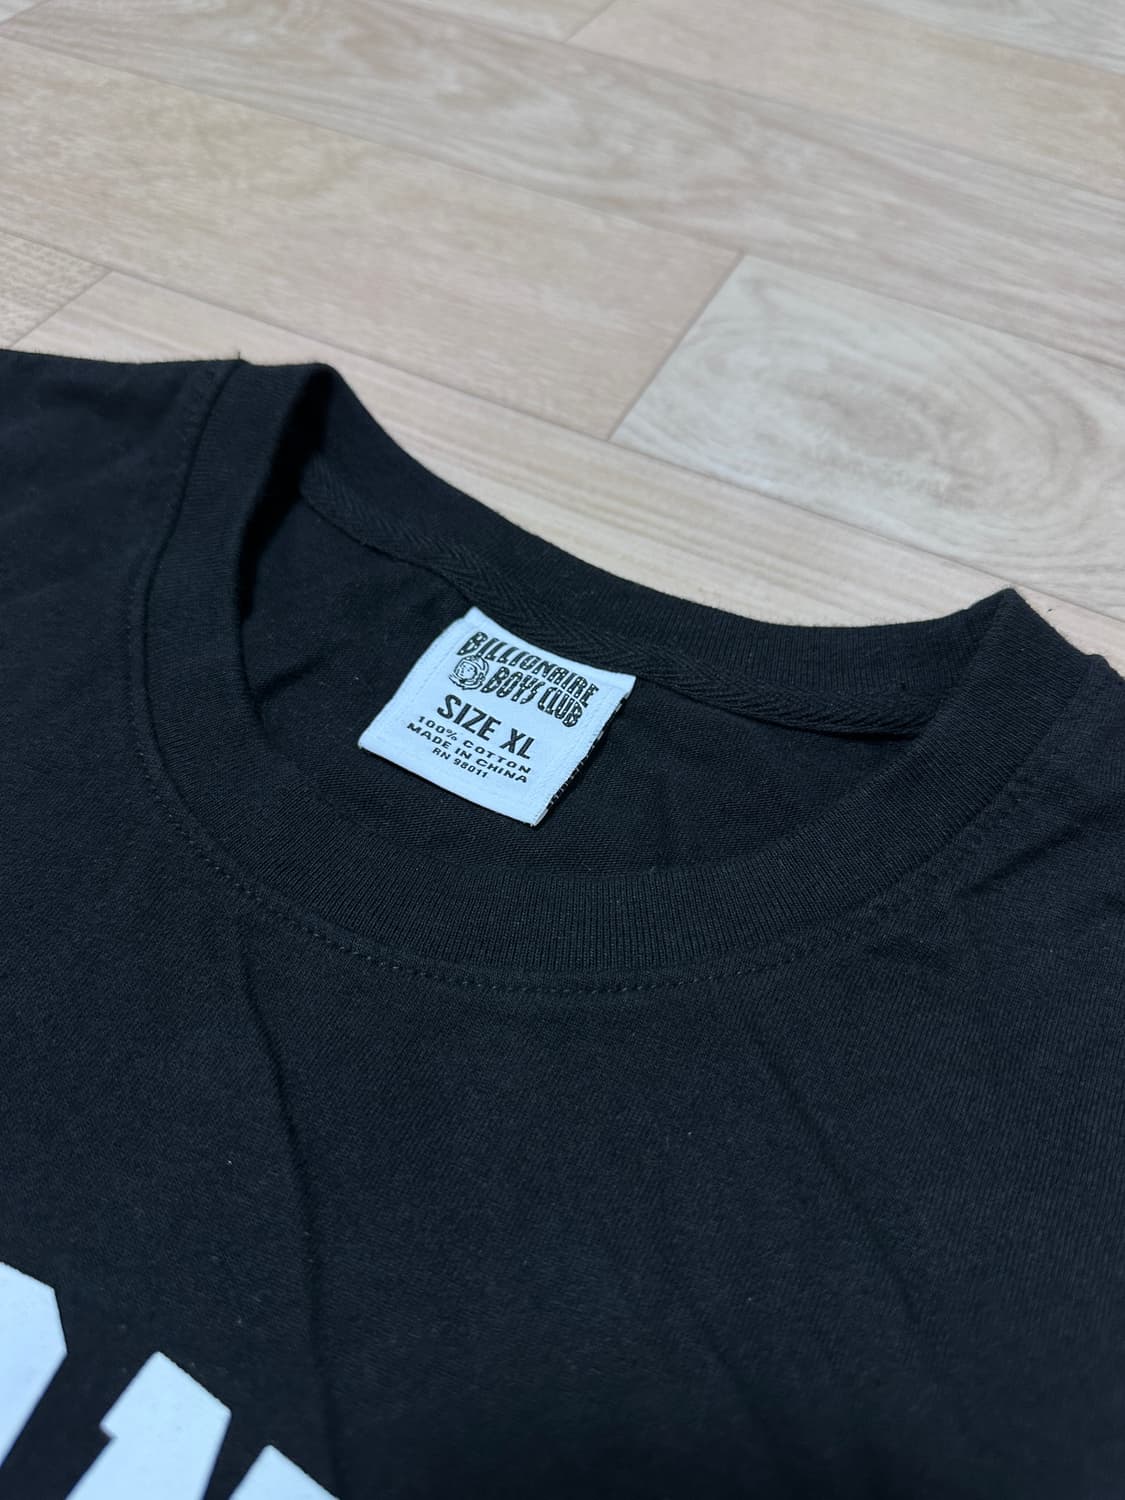 BILLIONAIRE
BOYS CLUB
SIZE XL
100% COTTON
MADE IN CHINA
RN 98011